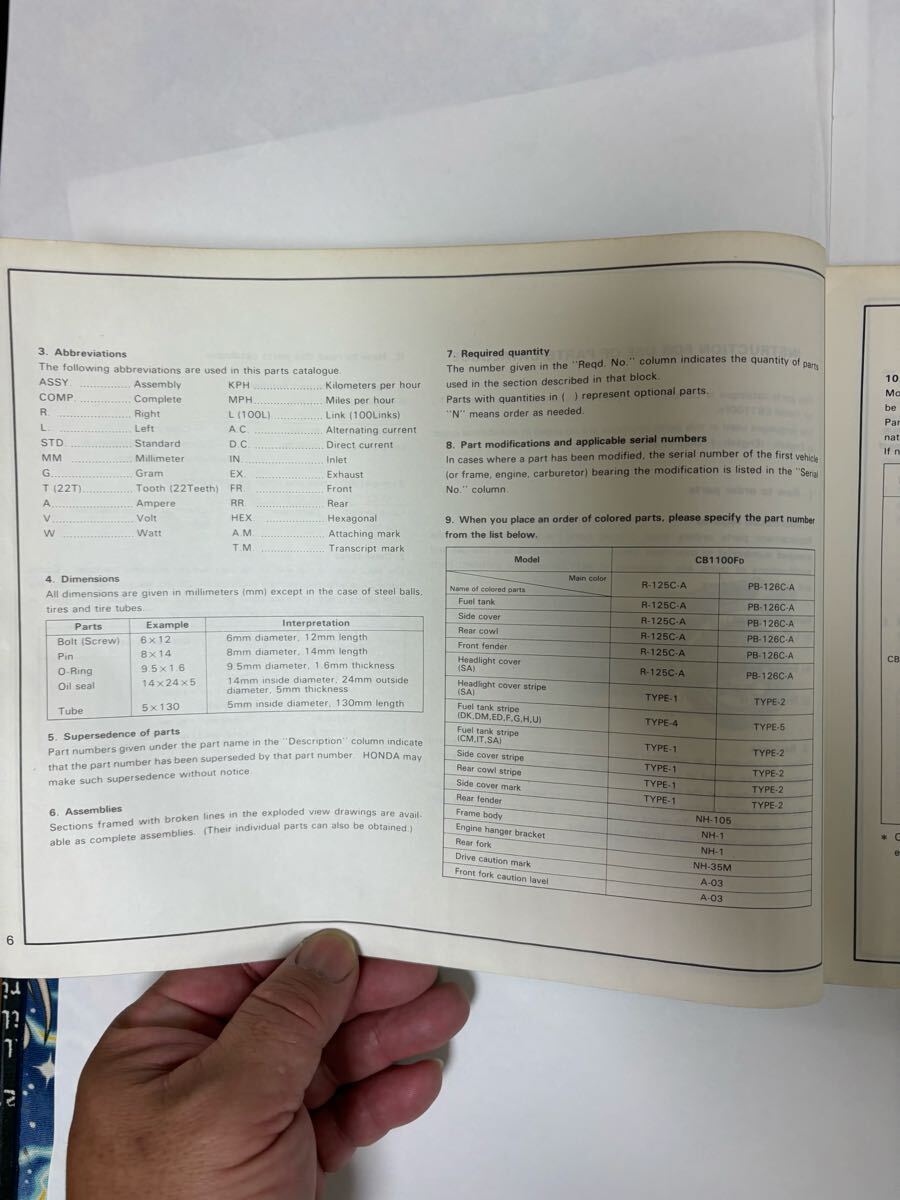 3. Abbreviations
The following abbreviations are used in this parts catalogue.
ASSY. .............. Assembly
COMP. .............. Complete
R. .............. Right
L. .............. Left
STD. .............. Standard
MM .............. Millimeter
G. .............. Gram
T (22T) .............. Tooth (22Teeth)
A. .............. Ampere
V. .............. Volt
W .............. Watt
KPH .............. Kilometers per hour
MPH .............. Miles per hour
L (100L) .............. Link (100Links)
A.C. .............. Alternating current
D.C. .............. Direct current
IN. .............. Inlet
EX. .............. Exhaust
FR. .............. Front
RR. .............. Rear
HEX. .............. Hexagonal
A.M. .............. Attaching mark
T.M. .............. Transcript mark
4. Dimensions
All dimensions are given in millimeters (mm) except in the case of steel balls,
tires and tire tubes.
Parts Example Interpretation
Bolt (Screw) 6×12 6mm diameter, 12mm length
Pin 8×14 8mm diameter, 14mm length
O-Ring 9.5×1.6 9.5mm diameter, 1.6mm thickness
Oil seal 14×24×5 14mm inside diameter, 24mm outside
diameter, 5mm thickness
Tube 5×130 5mm inside diameter, 130mm length
5. Supersedence of parts
Part numbers given under the part name in the "Description" column indicate
that the part number has been superseded by that part number. HONDA may
make such supersedence without notice.
6. Assemblies
Sections framed with broken lines in the exploded view drawings are avail-
able as complete assemblies. (Their individual parts can also be obtained.)
6
7. Required quantity
The number given in the "Reqd. No." column indicates the quantity of parts
used in the section described in that block.
Parts with quantities in ( ) represent optional parts.
"N" means order as needed.
8. Part modifications and applicable serial numbers
In cases where a part has been modified, the serial number of the first vehicle
(or frame, engine, carburetor) bearing the modification is listed in the "Serial
No." column.
9. When you place an order of colored parts, please specify the part number
from the list below.
Model CB1100FD
Main color
Name of colored parts R-125C-A PB-126C-A
Fuel tank R-125C-A PB-126C-A
Side cover R-125C-A PB-126C-A
Rear cowl R-125C-A PB-126C-A
Front fender R-125C-A PB-126C-A
Headlight cover
(SA) R-125C-A PB-126C-A
Headlight cover stripe
(SA) TYPE-1 TYPE-2
Fuel tank stripe
(DK,DM,ED,F,G,H,U) TYPE-4 TYPE-5
Fuel tank stripe
(CM,IT,SA) TYPE-1 TYPE-2
Side cover stripe TYPE-1 TYPE-2
Rear cowl stripe TYPE-1 TYPE-2
Side cover mark TYPE-1 TYPE-2
Rear fender NH-105
Frame body NH-1
Engine hanger bracket NH-1
Rear fork NH-35M
Drive caution mark A-03
Front fork caution lavel A-03
10
Mo
be
Par
nat
If n
CB